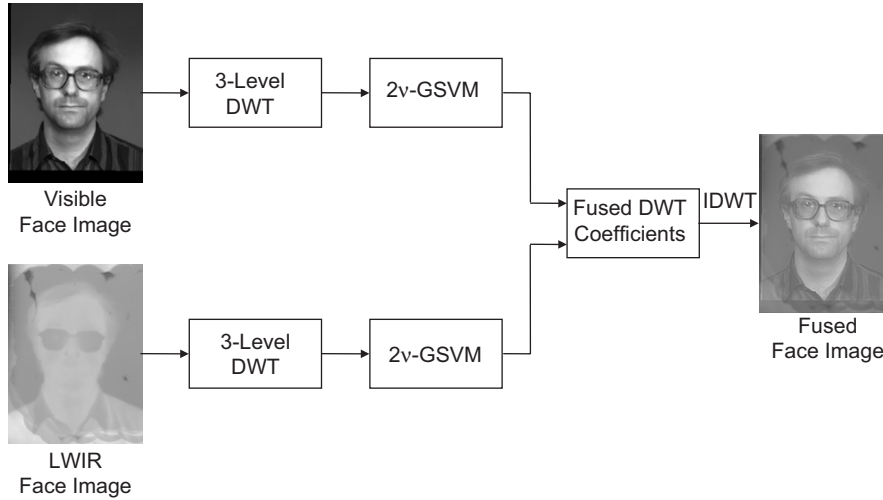 3-Level
DWT
2ν-GSVM
Visible
Face Image
Fused DWT
Coefficients
IDWT
3-Level
DWT
2ν-GSVM
Fused
Face Image
LWIR
Face Image